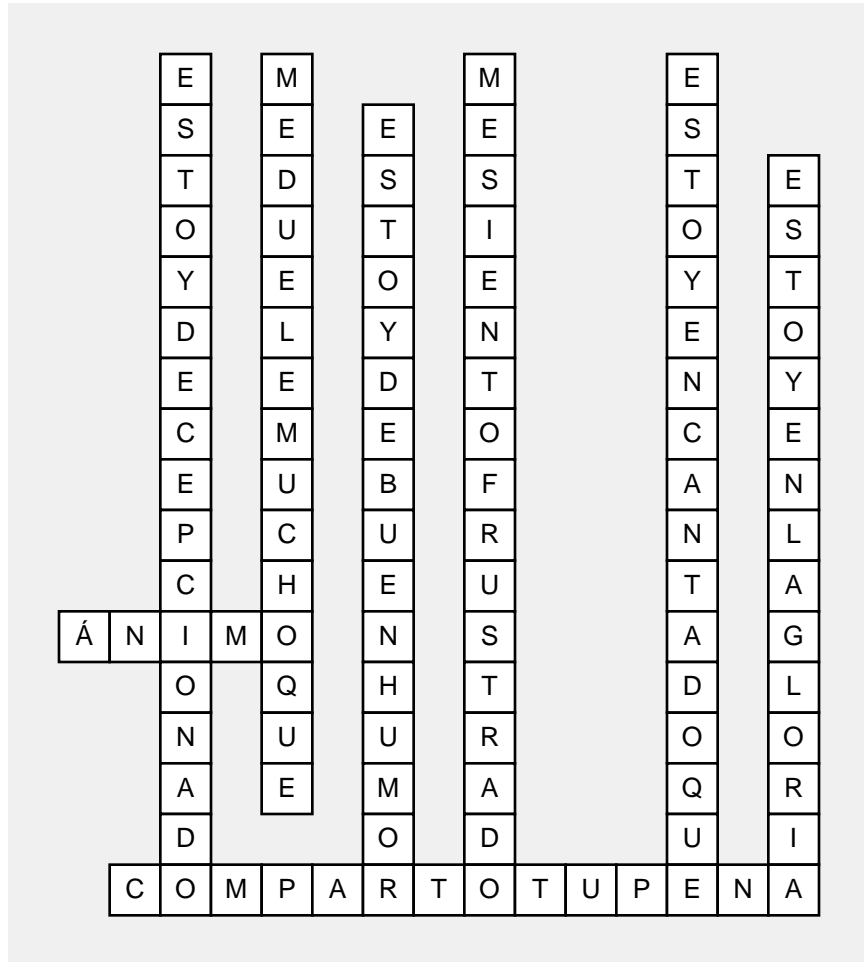 ESTOYDECEPCIONADO
MEDUELEMUCHOQUE
ESTOYDEBUENHUMOR
MESIENTOFRUSTRADO
ESTOYENCANTADOQUE
ESTOYENLAGLORIA
ÁNIMO
COMPARTOTUPENA